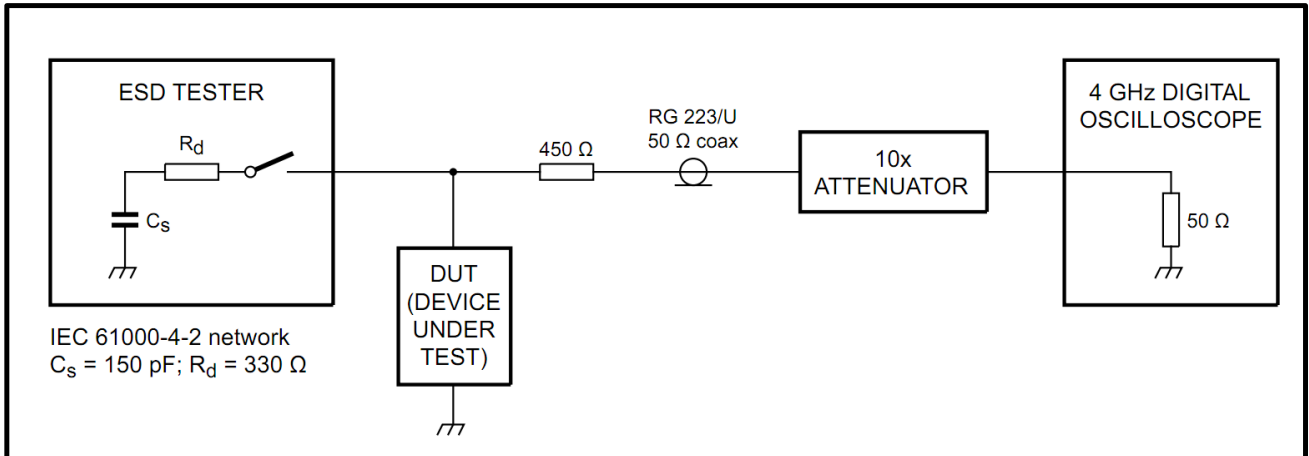 ESD TESTER
Rd
Cs
IEC 61000-4-2 network
Cs = 150 pF; Rd = 330 Ω
DUT
(DEVICE
UNDER
TEST)
450 Ω
RG 223/U
50 Ω coax
10x
ATTENUATOR
4 GHz DIGITAL
OSCILLOSCOPE
50 Ω